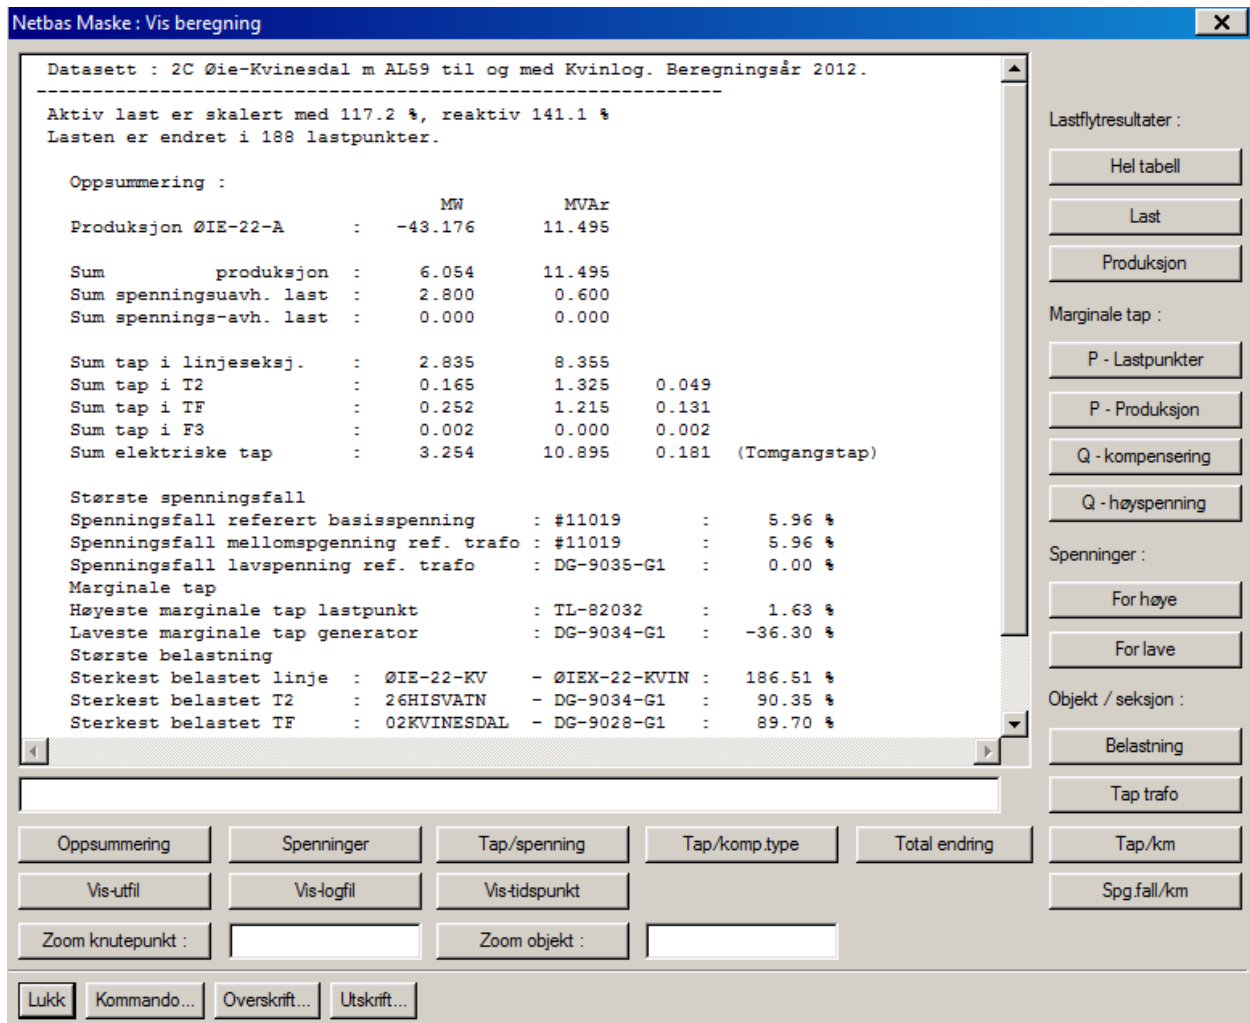 Netbas Maske : Vis beregning
Datasett : 2C Øie-Kvinesdal m AL59 til og med Kvinlog. Beregningsår 2012.
-------------------------------------------------------------
Aktiv last er skalert med 117.2 %, reaktiv 141.1 %
Lasten er endret i 188 lastpunkter.
Oppsummering :
MW MVAr
Produksjon ØIE-22-A : -43.176 11.495
Sum produksjon : 6.054 11.495
Sum spenningsuavh. last : 2.800 0.600
Sum spennings-avh. last : 0.000 0.000
Sum tap i linjeseksj. : 2.835 8.355
Sum tap i T2 : 0.165 1.325 0.049
Sum tap i TF : 0.252 1.215 0.131
Sum tap i F3 : 0.002 0.000 0.002
Sum elektriske tap : 3.254 10.895 0.181 (Tomgangstap)
Største spenningsfall
Spenningsfall referert basisspenning : #11019 : 5.96 %
Spenningsfall mellomspgenning ref. trafo : #11019 : 5.96 %
Spenningsfall lavspenning ref. trafo : DG-9035-G1 : 0.00 %
Marginale tap
Høyeste marginale tap lastpunkt : TL-82032 : 1.63 %
Laveste marginale tap generator : DG-9034-G1 : -36.30 %
Største belastning
Sterkest belastet linje : ØIE-22-KV - ØIEX-22-KVIN : 186.51 %
Sterkest belastet T2 : 26HISVATN - DG-9034-G1 : 90.35 %
Sterkest belastet TF : 02KVINESDAL - DG-9028-G1 : 89.70 %
Lastflytresultater :
Hel tabell
Last
Produksjon
Marginale tap :
P - Lastpunkter
P - Produksjon
Q - kompensering
Q - høyspenning
Spenninger :
For høye
For lave
Objekt / seksjon :
Belastning
Tap trafo
Oppsummering Spenninger Tap/spenning Tap/komp.type Total endring Tap/km
Vis-utfil Vis-logfil Vis-tidspunkt Spg.fall/km
Zoom knutepunkt : Zoom objekt :
Lukk Kommando... Overskrift... Utskrift...